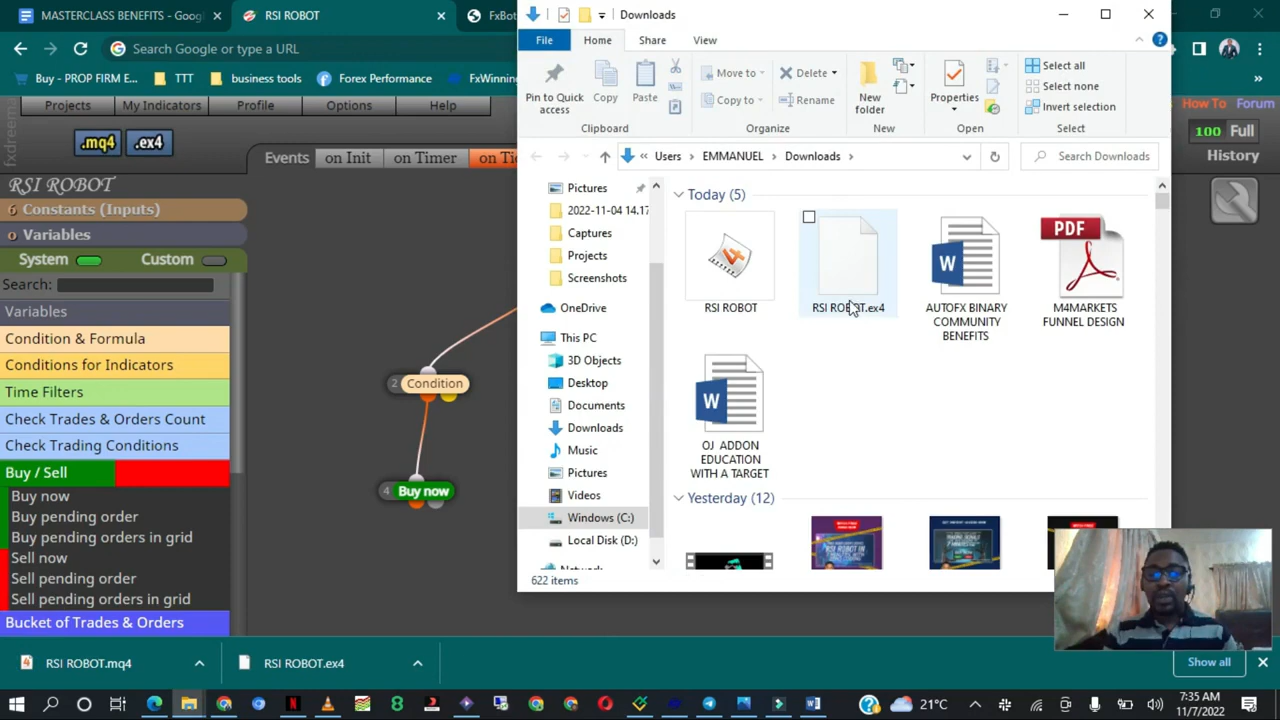 MASTERCLASS BENEFITS - Goog
RSI ROBOT
FxBot
Search Google or type a URL
Buy - PROP FIRM E...
TTT
business tools
Forex Performance
FxWinning
Projects
My Indicators
Profile
Options
Help
How To
Forum
fxdreema
.mq4
.ex4
Events
on Init
on Timer
on Tic
100 Full
History
RSI ROBOT
6 Constants (Inputs)
0 Variables
System
Custom
Search:
Variables
Condition & Formula
Conditions for Indicators
Time Filters
Check Trades & Orders Count
Check Trading Conditions
Buy / Sell
Buy now
Buy pending order
Buy pending orders in grid
Sell now
Sell pending order
Sell pending orders in grid
Bucket of Trades & Orders
2 Condition
4 Buy now
Downloads
File
Home
Share
View
Pin to Quick
access
Copy
Paste
Clipboard
Move to
Copy to
Delete
Rename
Organize
New
folder
New
Properties
Open
Select all
Select none
Invert selection
Select
« Users > EMMANUEL > Downloads >
Search Downloads
Pictures
2022-11-04 14.17
Captures
Projects
Screenshots
OneDrive
This PC
3D Objects
Desktop
Documents
Downloads
Music
Pictures
Videos
Windows (C:)
Local Disk (D:)
Network
Today (5)
RSI ROBOT
RSI ROBOT.ex4
AUTOFX BINARY
COMMUNITY
BENEFITS
PDF
M4MARKETS
FUNNEL DESIGN
OJ ADDON
EDUCATION
WITH A TARGET
Yesterday (12)
622 items
RSI ROBOT.mq4
RSI ROBOT.ex4
Show all
21°C
7:35 AM
11/7/2022